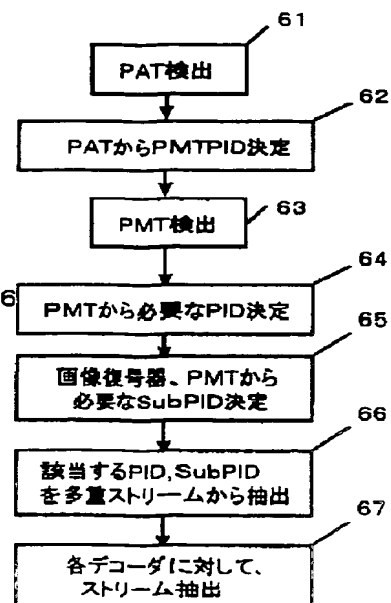 61
PAT検出
62
PATからPMTPID決定
63
PMT検出
64
6
PMTから必要なPID決定
65
画像復号器、PMTから
必要なSubPID決定
66
該当するPID,SubPID
を多重ストリームから抽出
67
各デコーダに対して、
ストリーム抽出